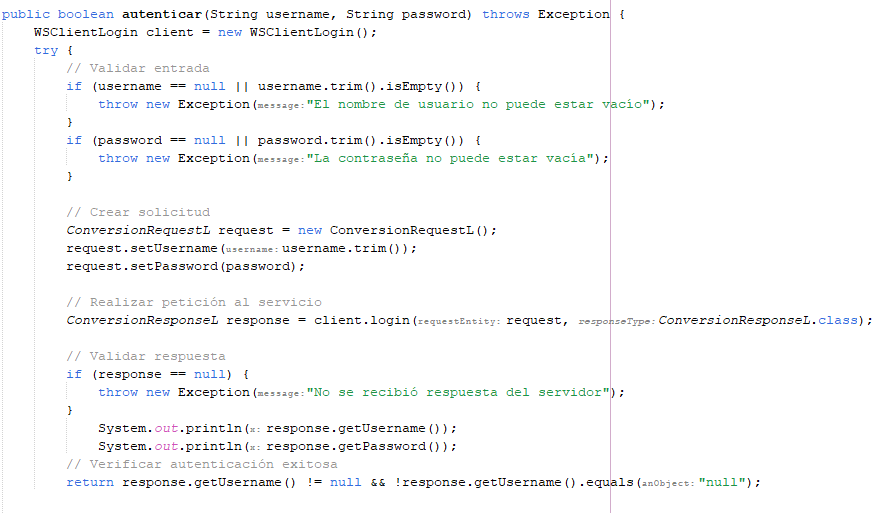 public boolean autenticar(String username, String password) throws Exception {
WSClientLogin client = new WSClientLogin();
try {
// Validar entrada
if (username == null || username.trim().isEmpty()) {
throw new Exception(message:"El nombre de usuario no puede estar vacío");
}
if (password == null || password.trim().isEmpty()) {
throw new Exception(message:"La contraseña no puede estar vacía");
}
// Crear solicitud
ConversionRequestL request = new ConversionRequestL();
request.setUsername(username:username.trim());
request.setPassword(password);
// Realizar petición al servicio
ConversionResponseL response = client.login(requestEntity:request, responseType:ConversionResponseL.class);
// Validar respuesta
if (response == null) {
throw new Exception(message:"No se recibió respuesta del servidor");
}
System.out.println(x:response.getUsername());
System.out.println(x:response.getPassword());
// Verificar autenticación exitosa
return response.getUsername() != null && !response.getUsername().equals(anObject:"null");